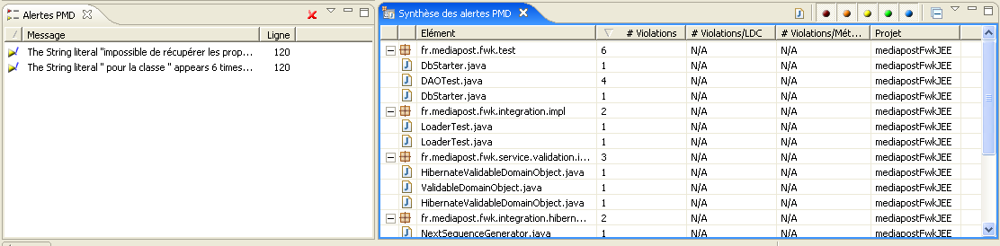 Alertes PMD
Message Ligne
The String literal "impossible de récupérer les prop... 120
The String literal " pour la classe " appears 6 times... 120
Synthèse des alertes PMD
Elément # Violations # Violations/LDC # Violations/Mét... Projet
fr.mediapost.fwk.test 6 N/A N/A mediapostFwkJEE
DbStarter.java 1 N/A N/A mediapostFwkJEE
DAOTest.java 4 N/A N/A mediapostFwkJEE
DbStarter.java 1 N/A N/A mediapostFwkJEE
fr.mediapost.fwk.integration.impl 2 N/A N/A mediapostFwkJEE
LoaderTest.java 1 N/A N/A mediapostFwkJEE
LoaderTest.java 1 N/A N/A mediapostFwkJEE
fr.mediapost.fwk.service.validation.i... 3 N/A N/A mediapostFwkJEE
HibernateValidableDomainObject.java 1 N/A N/A mediapostFwkJEE
ValidableDomainObject.java 1 N/A N/A mediapostFwkJEE
HibernateValidableDomainObject.java 1 N/A N/A mediapostFwkJEE
fr.mediapost.fwk.integration.hibern... 2 N/A N/A mediapostFwkJEE
NextSequenceGenerator.java 1 N/A N/A mediapostFwkJEE